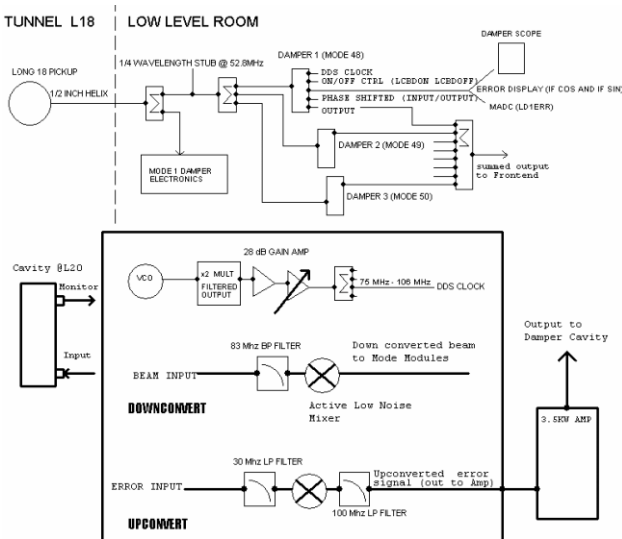 TUNNEL L18
LOW LEVEL ROOM
DAMPER SCOPE
1/4 WAVELENGTH STUB @ 52.8MHz
DAMPER 1 (MODE 48)
LONG 18 PICKUP
1/2 INCH HELIX
DDS CLOCK
ON/OFF CTRL (LCBDON LCBDOFF)
ERROR DISPLAY (IF COS AND IF SIN)
PHASE SHIFTED (INPUT/OUTPUT)
MADC (LD1ERR)
OUTPUT
Σ
Σ
Σ
Σ
DAMPER 2 (MODE 49)
MODE 1 DAMPER
ELECTRONICS
summed output
to Frontend
DAMPER 3 (MODE 50)
Cavity @L20
Monitor
Input
28 dB GAIN AMP
VCO
x2 MULT
FILTERED
OUTPUT
Σ
75 MHz - 106 MHz
DDS CLOCK
Output to
Damper Cavity
83 Mhz BP FILTER
Down converted beam
to Mode Modules
BEAM INPUT
DOWNCONVERT
Active Low Noise
Mixer
3.5KW AMP
30 Mhz LP FILTER
Upconverted error
signal (out to Amp)
ERROR INPUT
100 Mhz LP FILTER
UPCONVERT